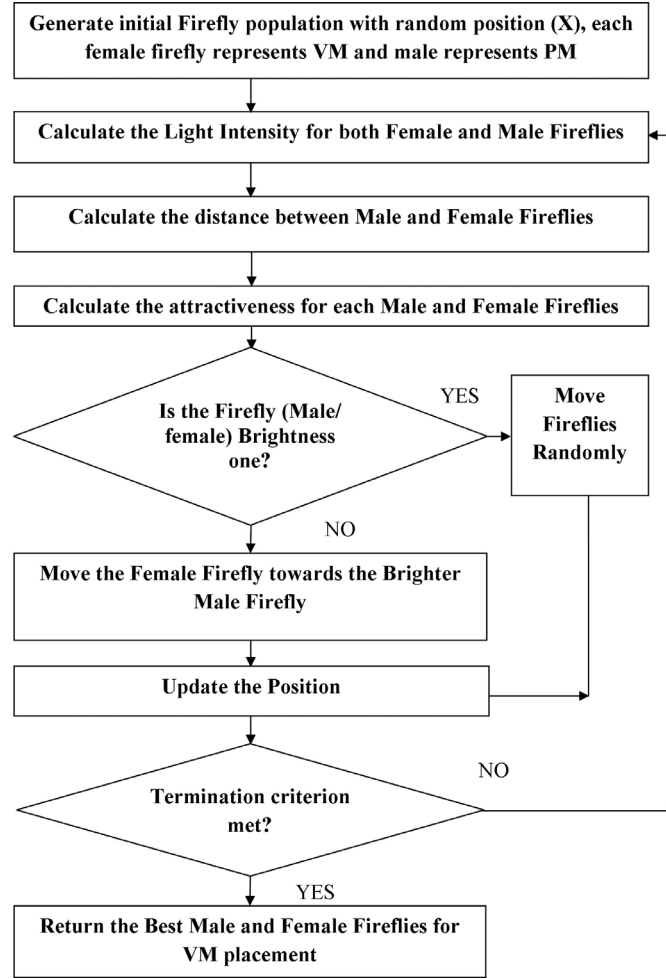 Generate initial Firefly population with random position (X), each
female firefly represents VM and male represents PM
Calculate the Light Intensity for both Female and Male Fireflies
Calculate the distance between Male and Female Fireflies
Calculate the attractiveness for each Male and Female Fireflies
Is the Firefly (Male/
female) Brightness
one?
YES
Move
Fireflies
Randomly
NO
Move the Female Firefly towards the Brighter
Male Firefly
Update the Position
Termination criterion
met?
NO
YES
Return the Best Male and Female Fireflies for
VM placement